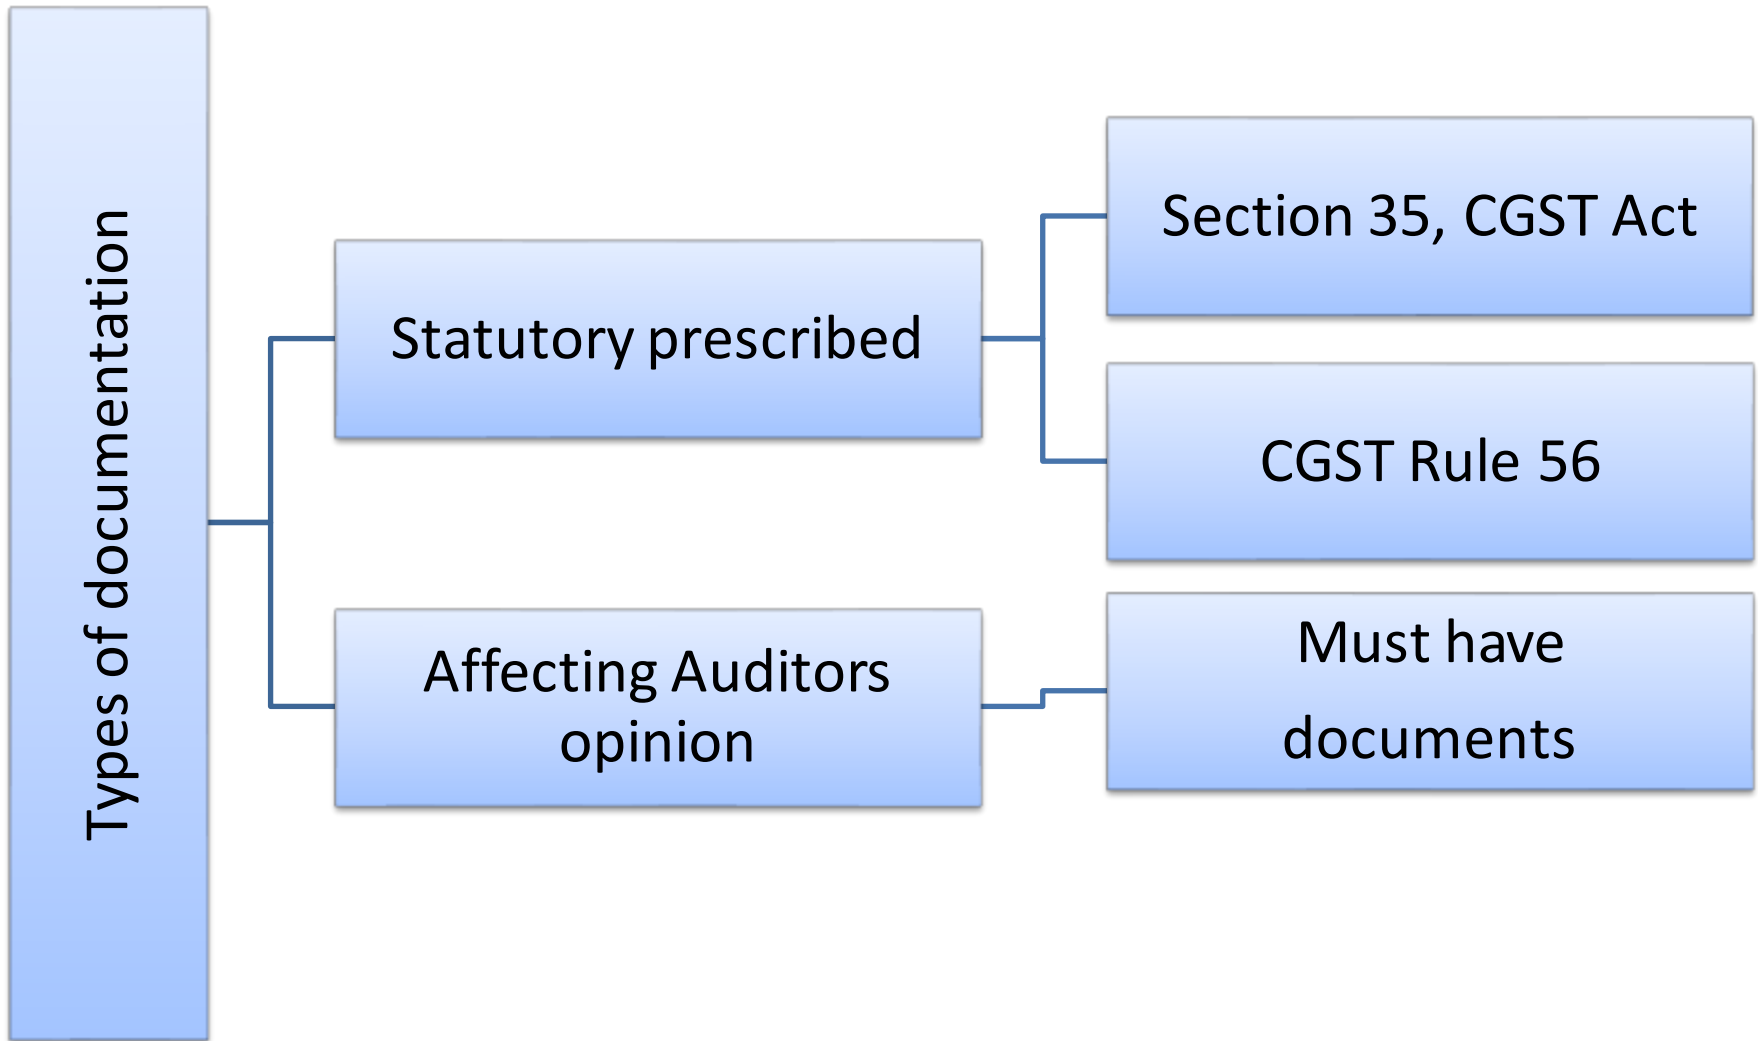 Types of documentation
Statutory prescribed
Section 35, CGST Act
CGST Rule 56
Affecting Auditors
opinion
Must have
documents